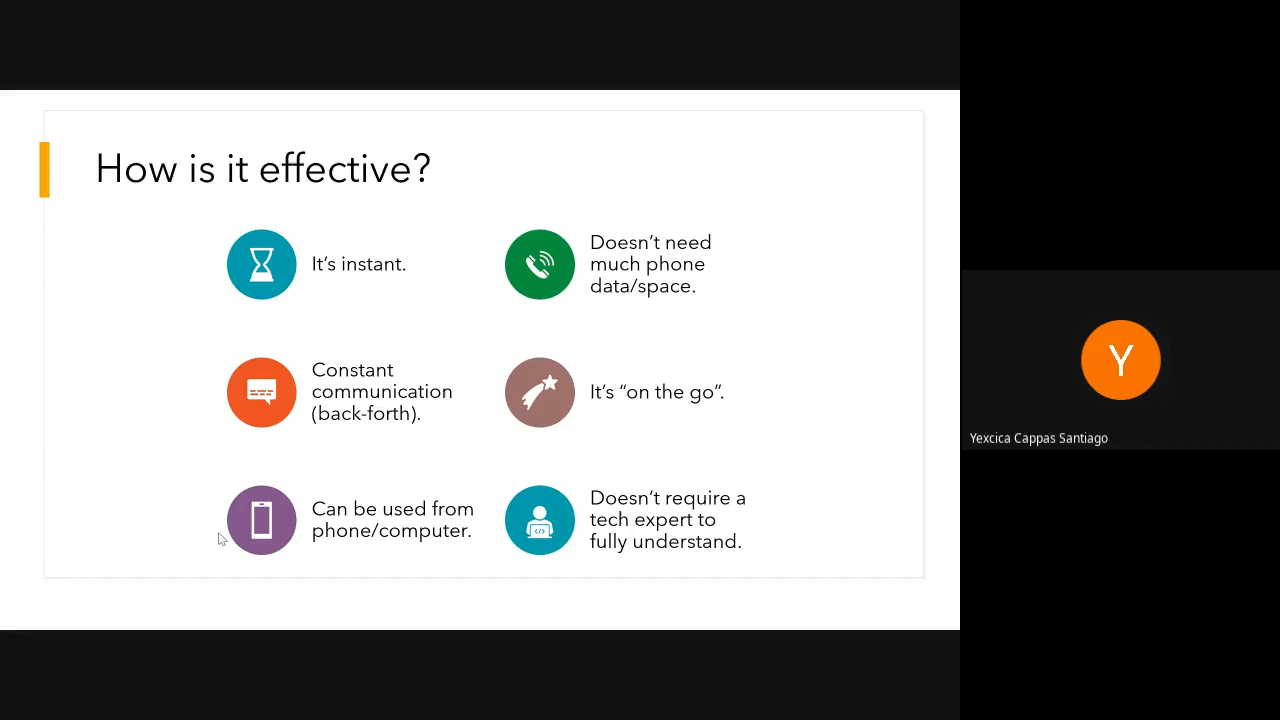 How is it effective?
It's instant.
Doesn't need
much phone
data/space.
Constant
communication
(back-forth).
It's “on the go”.
Can be used from
phone/computer.
Doesn't require a
tech expert to
fully understand.
Y
Yexcica Cappas Santiago